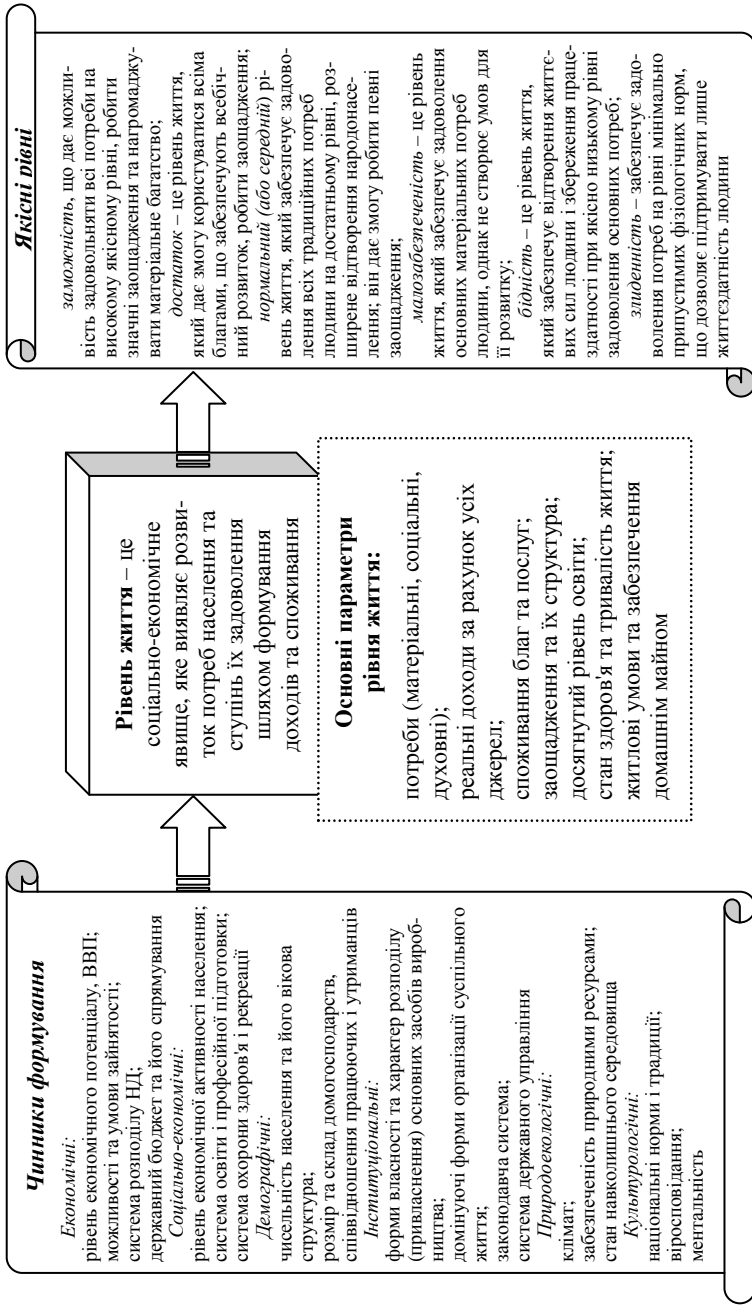 Чинники формування
Економічні:
рівень економічного потенціалу, ВВП;
можливості та умови зайнятості;
система розподілу НД;
державний бюджет та його спрямування
Соціально-економічні:
рівень економічної активності населення;
система освіти і професійної підготовки;
система охорони здоров'я і рекреації
Демографічні:
чисельність населення та його вікова
структура;
розмір та склад домогосподарств,
співвідношення працюючих і утриманців
Інституціональні:
форми власності та характер розподілу
(привласнення) основних засобів вироб-
ництва;
домінуючі форми організації суспільного
життя;
законодавча система;
система державного управління
Природоекологічні:
клімат;
забезпеченість природними ресурсами;
стан навколишнього середовища
Культурологічні:
національні норми і традиції;
віросповідання;
ментальність
Рівень життя – це
соціально-економічне
явище, яке виявляє розви-
ток потреб населення та
ступінь їх задоволення
шляхом формування
доходів та споживання
Основні параметри
рівня життя:
потреби (матеріальні, соціальні,
духовні);
реальні доходи за рахунок усіх
джерел;
споживання благ та послуг;
заощадження та їх структура;
досягнутий рівень освіти;
стан здоров'я та тривалість життя;
житлові умови та забезпечення
домашнім майном
Якісні рівні
заможність, що дає можли-
вість задовольняти всі потреби на
високому якісному рівні, робити
значні заощадження та нагромаджу-
вати матеріальне багатство;
достаток – це рівень життя,
який дає змогу користуватися всіма
благами, що забезпечують всебіч-
ний розвиток, робити заощадження;
нормальний (або середній) рі-
вень життя, який забезпечує задово-
лення всіх традиційних потреб
людини на достатньому рівні, роз-
ширене відтворення народонасе-
лення; він дає змогу робити певні
заощадження;
малозабезпеченість – це рівень
життя, який забезпечує задоволення
основних матеріальних потреб
людини, однак не створює умов для
її розвитку;
бідність – це рівень життя,
який забезпечує відтворення життє-
вих сил людини і збереження праце-
здатності при якісно низькому рівні
задоволення основних потреб;
злиденність – забезпечує задо-
волення потреб на рівні мінімально
припустимих фізіологічних норм,
що дозволяє підтримувати лише
життєздатність людини